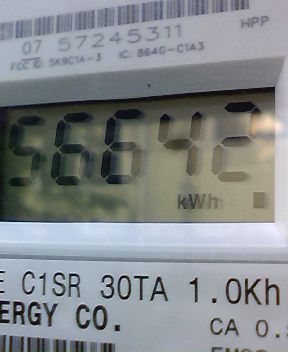 07 57245311 HPP
FCC ID: SK9C1A-3 IC: 864G-C1A3
56642
kWh
E C1SR 30TA 1.0Kh
ERGY CO. CA 0.